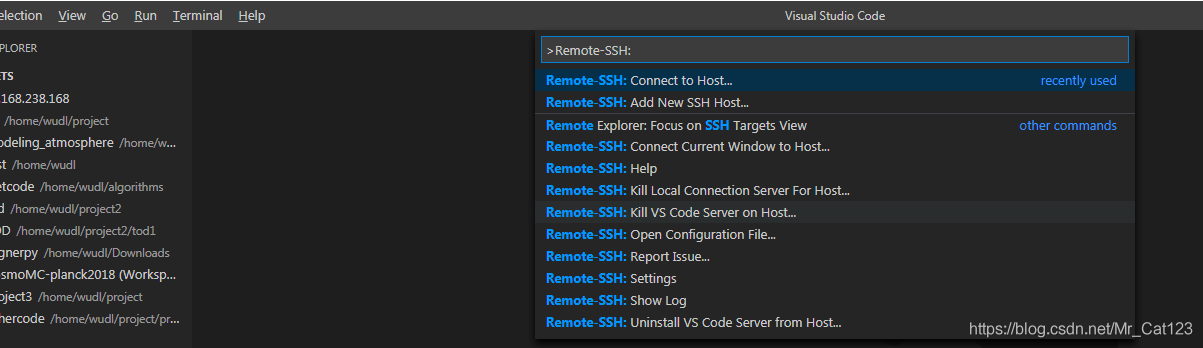 election View Go Run Terminal Help Visual Studio Code
>Remote-SSH:
PLORER
ETS
.168.238.168
/home/wudl/project
odeling_atmosphere /home/w...
st /home/wudl
etcode /home/wudl/algorithms
d /home/wudl/project2
OD /home/wudl/project2/tod1
ignerpy /home/wudl/Downloads
osmoMC-planck2018 (Worksp...
oject3 /home/wudl/project
thercode /home/wudl/project/pr...
Remote-SSH: Connect to Host... recently used
Remote-SSH: Add New SSH Host...
Remote Explorer: Focus on SSH Targets View other commands
Remote-SSH: Connect Current Window to Host...
Remote-SSH: Help
Remote-SSH: Kill Local Connection Server For Host...
Remote-SSH: Kill VS Code Server on Host...
Remote-SSH: Open Configuration File...
Remote-SSH: Report Issue...
Remote-SSH: Settings
Remote-SSH: Show Log
Remote-SSH: Uninstall VS Code Server from Host...
https://blog.csdn.net/Mr_Cat123